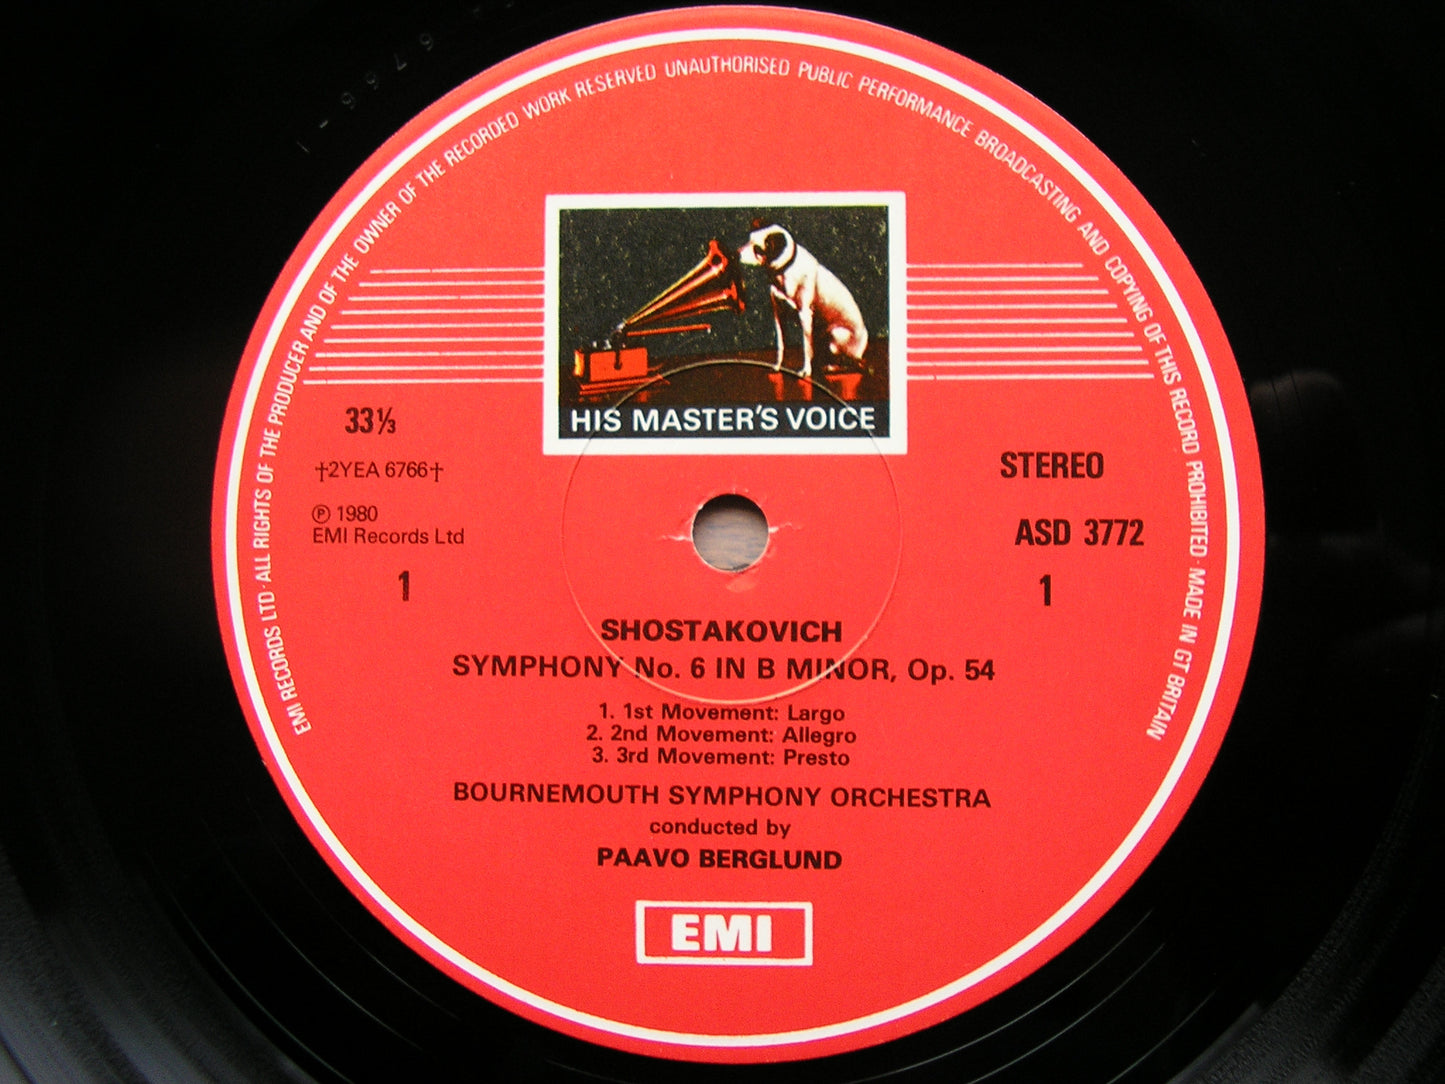 EMI RECORDS LTD · ALL RIGHTS OF THE PRODUCER AND OF THE OWNER OF THE RECORDED WORK RESERVED UNAUTHORISED PUBLIC PERFORMANCE BROADCASTING AND COPYING OF THIS RECORD PROHIBITED · MADE IN GT BRITAIN
HIS MASTER'S VOICE
33⅓
†2YEA 6766†
℗ 1980
EMI Records Ltd
1
STEREO
ASD 3772
1
SHOSTAKOVICH
SYMPHONY No. 6 IN B MINOR, Op. 54
1. 1st Movement: Largo
2. 2nd Movement: Allegro
3. 3rd Movement: Presto
BOURNEMOUTH SYMPHONY ORCHESTRA
conducted by
PAAVO BERGLUND
EMI